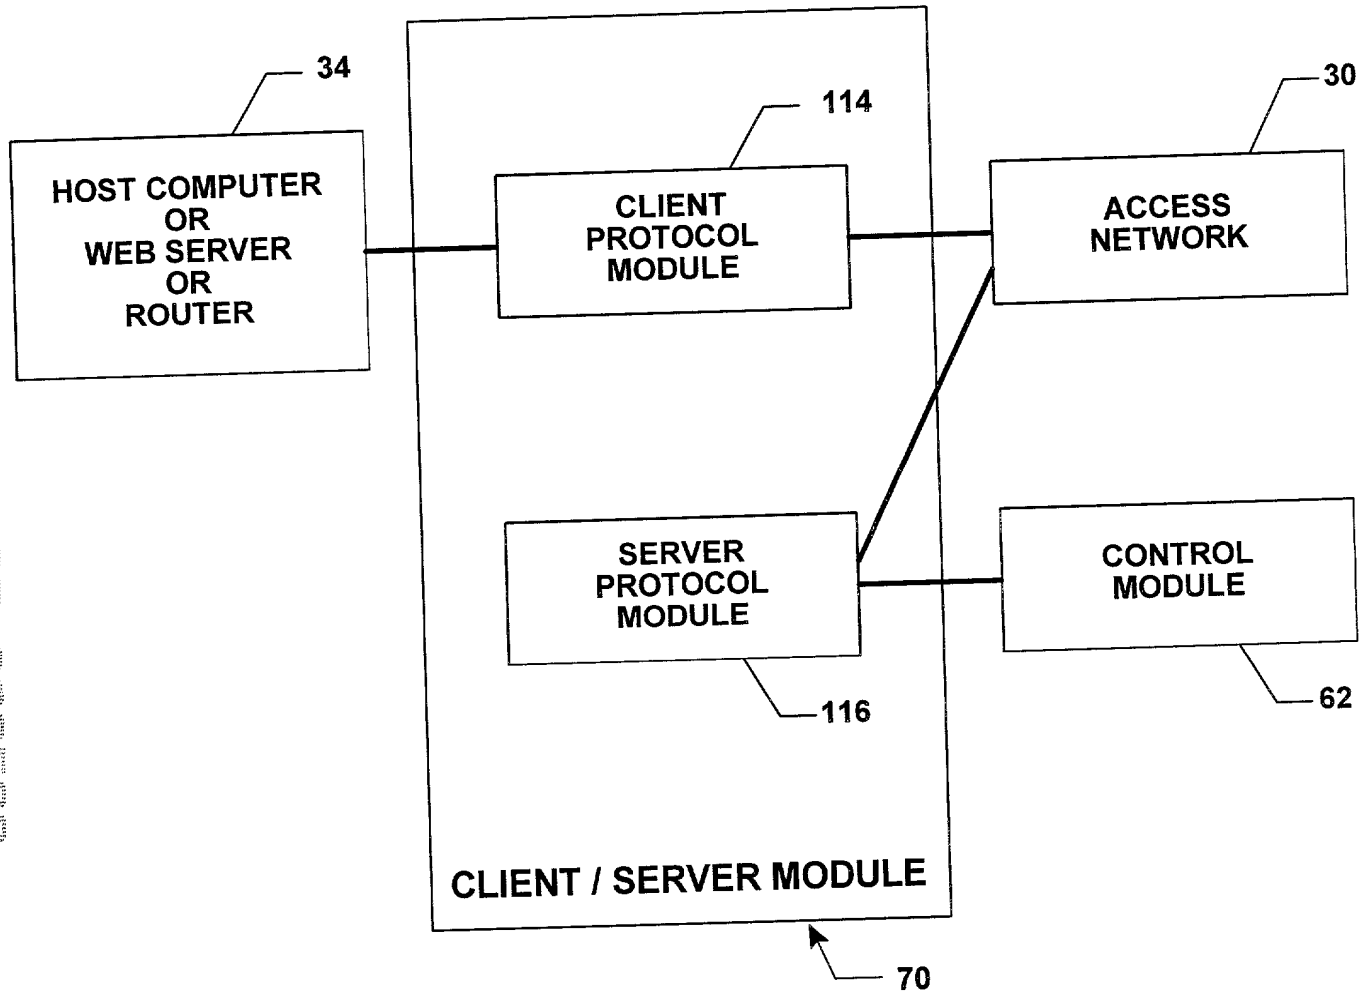 34
114
30
HOST COMPUTER
OR
WEB SERVER
OR
ROUTER
CLIENT
PROTOCOL
MODULE
ACCESS
NETWORK
SERVER
PROTOCOL
MODULE
CONTROL
MODULE
116
62
CLIENT / SERVER MODULE
70